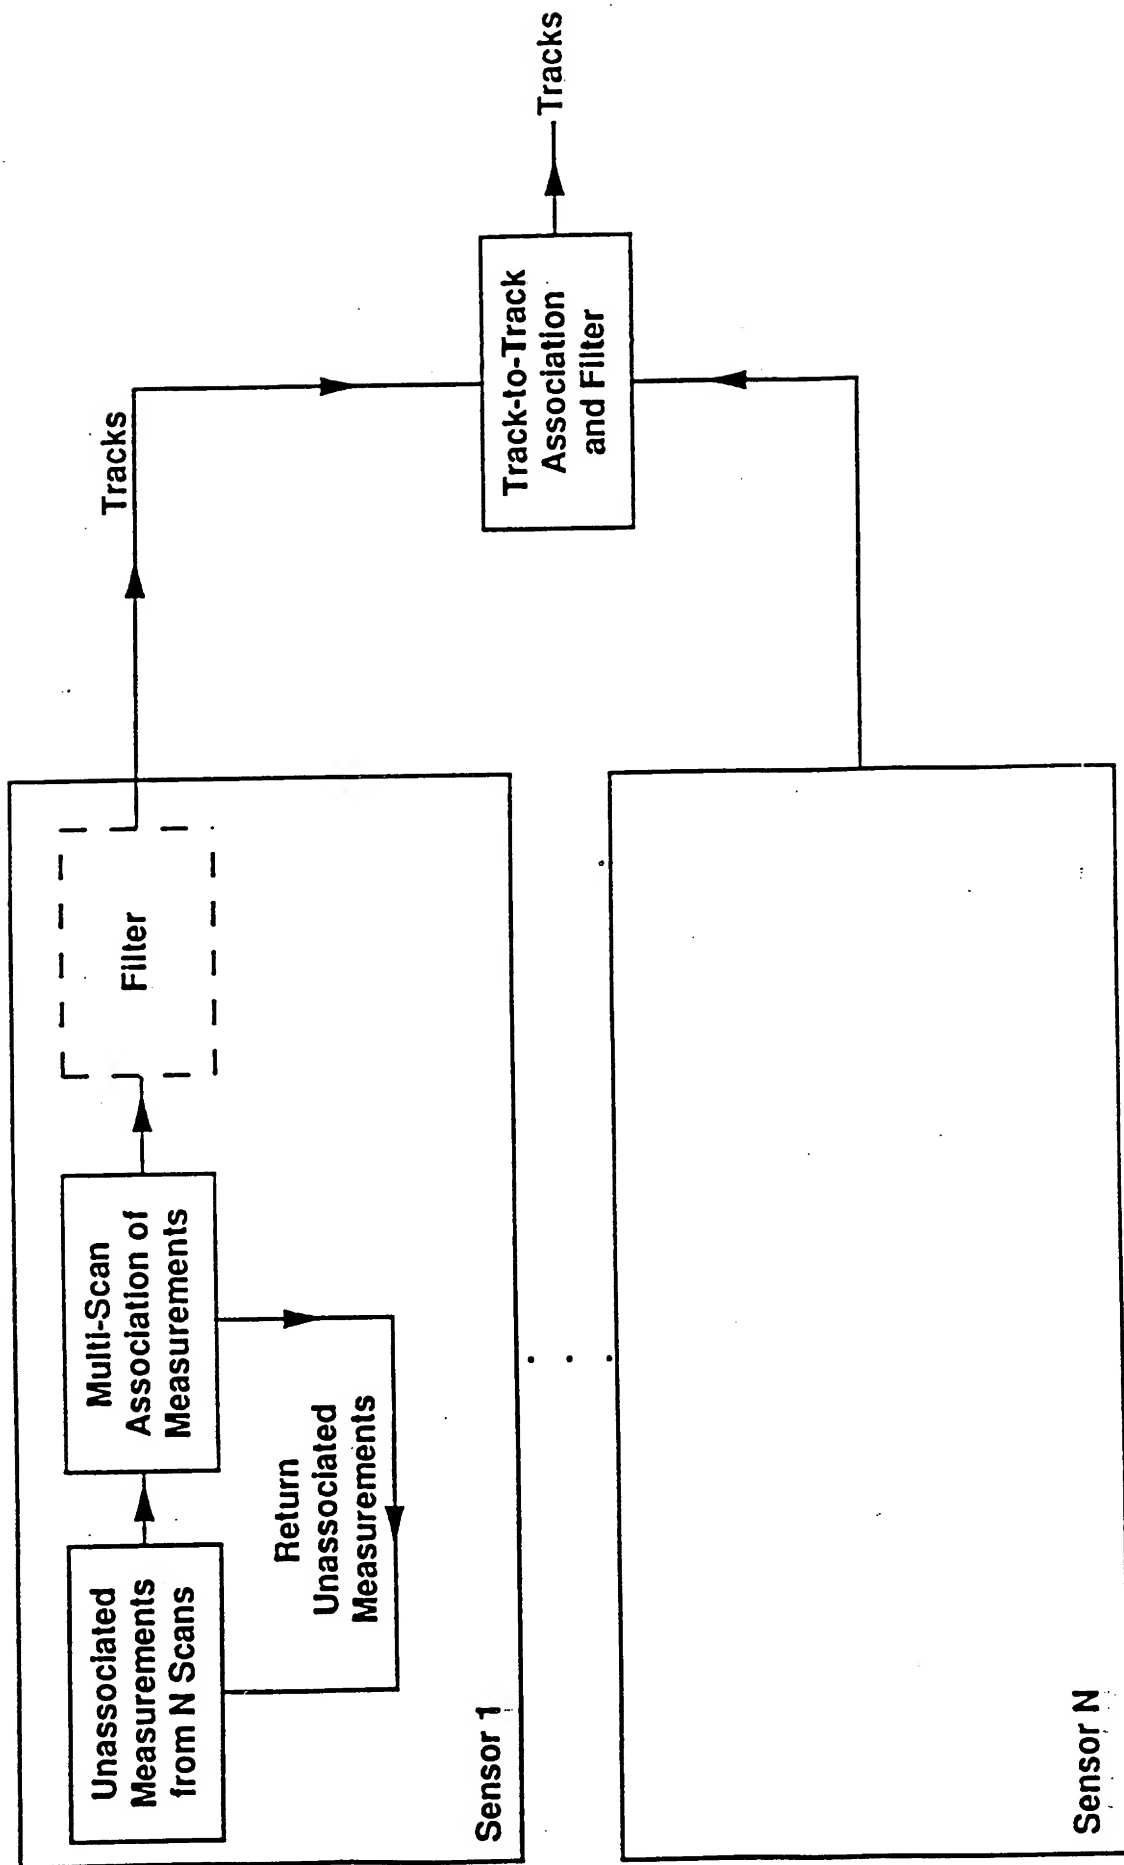 Unassociated
Measurements
from N Scans
Multi-Scan
Association of
Measurements
Filter
Return
Unassociated
Measurements
Sensor 1
Tracks
Track-to-Track
Association
and Filter
Tracks
Sensor N